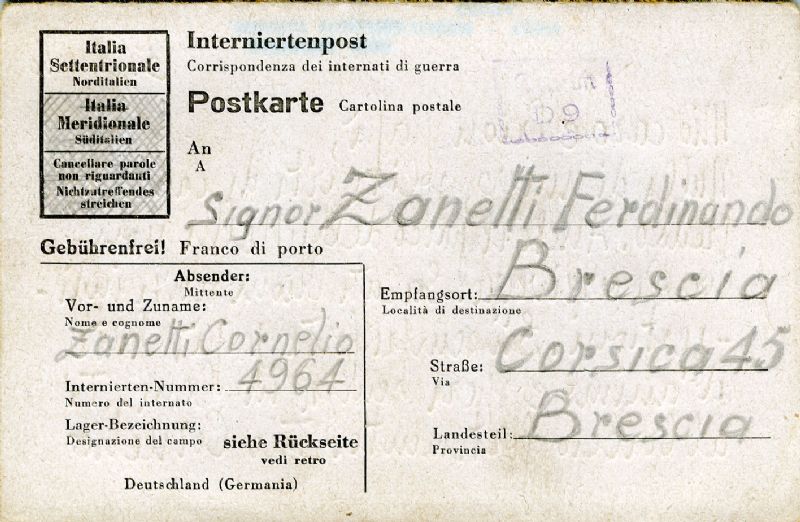 Italia
Settentrionale
Norditalien
Italia
Meridionale
Süditalien
Cancellare parole
non riguardanti
Nichtzutreffendes
streichen
Interniertenpost
Corrispondenza dei internati di guerra
Postkarte Cartolina postale
An
A
Signor Zanetti Ferdinando
Gebührenfrei! Franco di porto
Absender:
Mittente
Vor- und Zuname:
Nome e cognome
Zanetti Cornelio
Internierten-Nummer: 4964
Numero del internato
Lager-Bezeichnung:
Designazione del campo
siehe Rückseite
vedi retro
Deutschland (Germania)
Empfangsort: Brescia
Località di destinazione
Straße: Corsica 45
Via
Landesteil: Brescia
Provincia